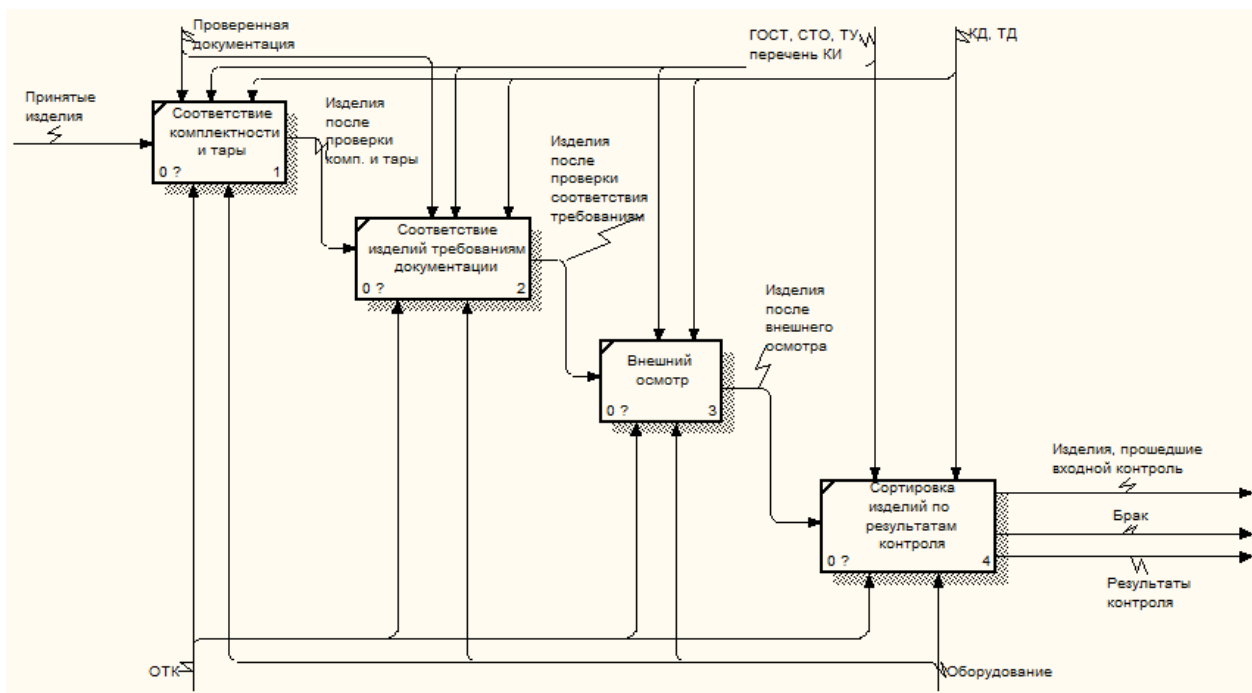 Проверенная
документация
ГОСТ, СТО, ТУ,
перечень КИ
КД, ТД
Принятые
изделия
Соответствие
комплектности
и тары
0 ?
1
Изделия
после
проверки
комп. и тары
Изделия
после
проверки
соответствия
требованиям
Соответствие
изделий требованиям
документации
0 ?
2
Изделия
после
внешнего
осмотра
Внешний
осмотр
0 ?
3
Сортировка
изделий по
результатам
контроля
0 ?
4
Изделия, прошедшие
входной контроль
Брак
Результаты
контроля
ОТК
Оборудование